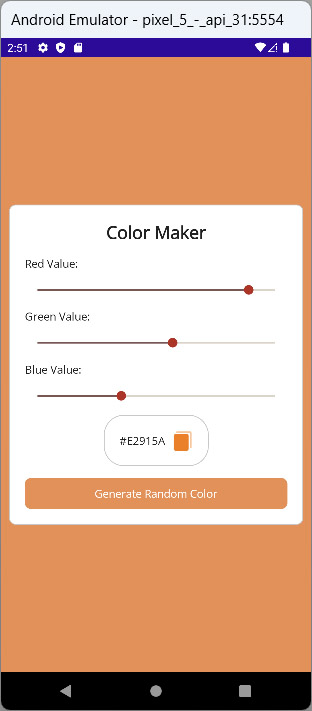 Android Emulator - pixel_5_-_api_31:5554
2:51
Color Maker
Red Value:
Green Value:
Blue Value:
#E2915A
Generate Random Color